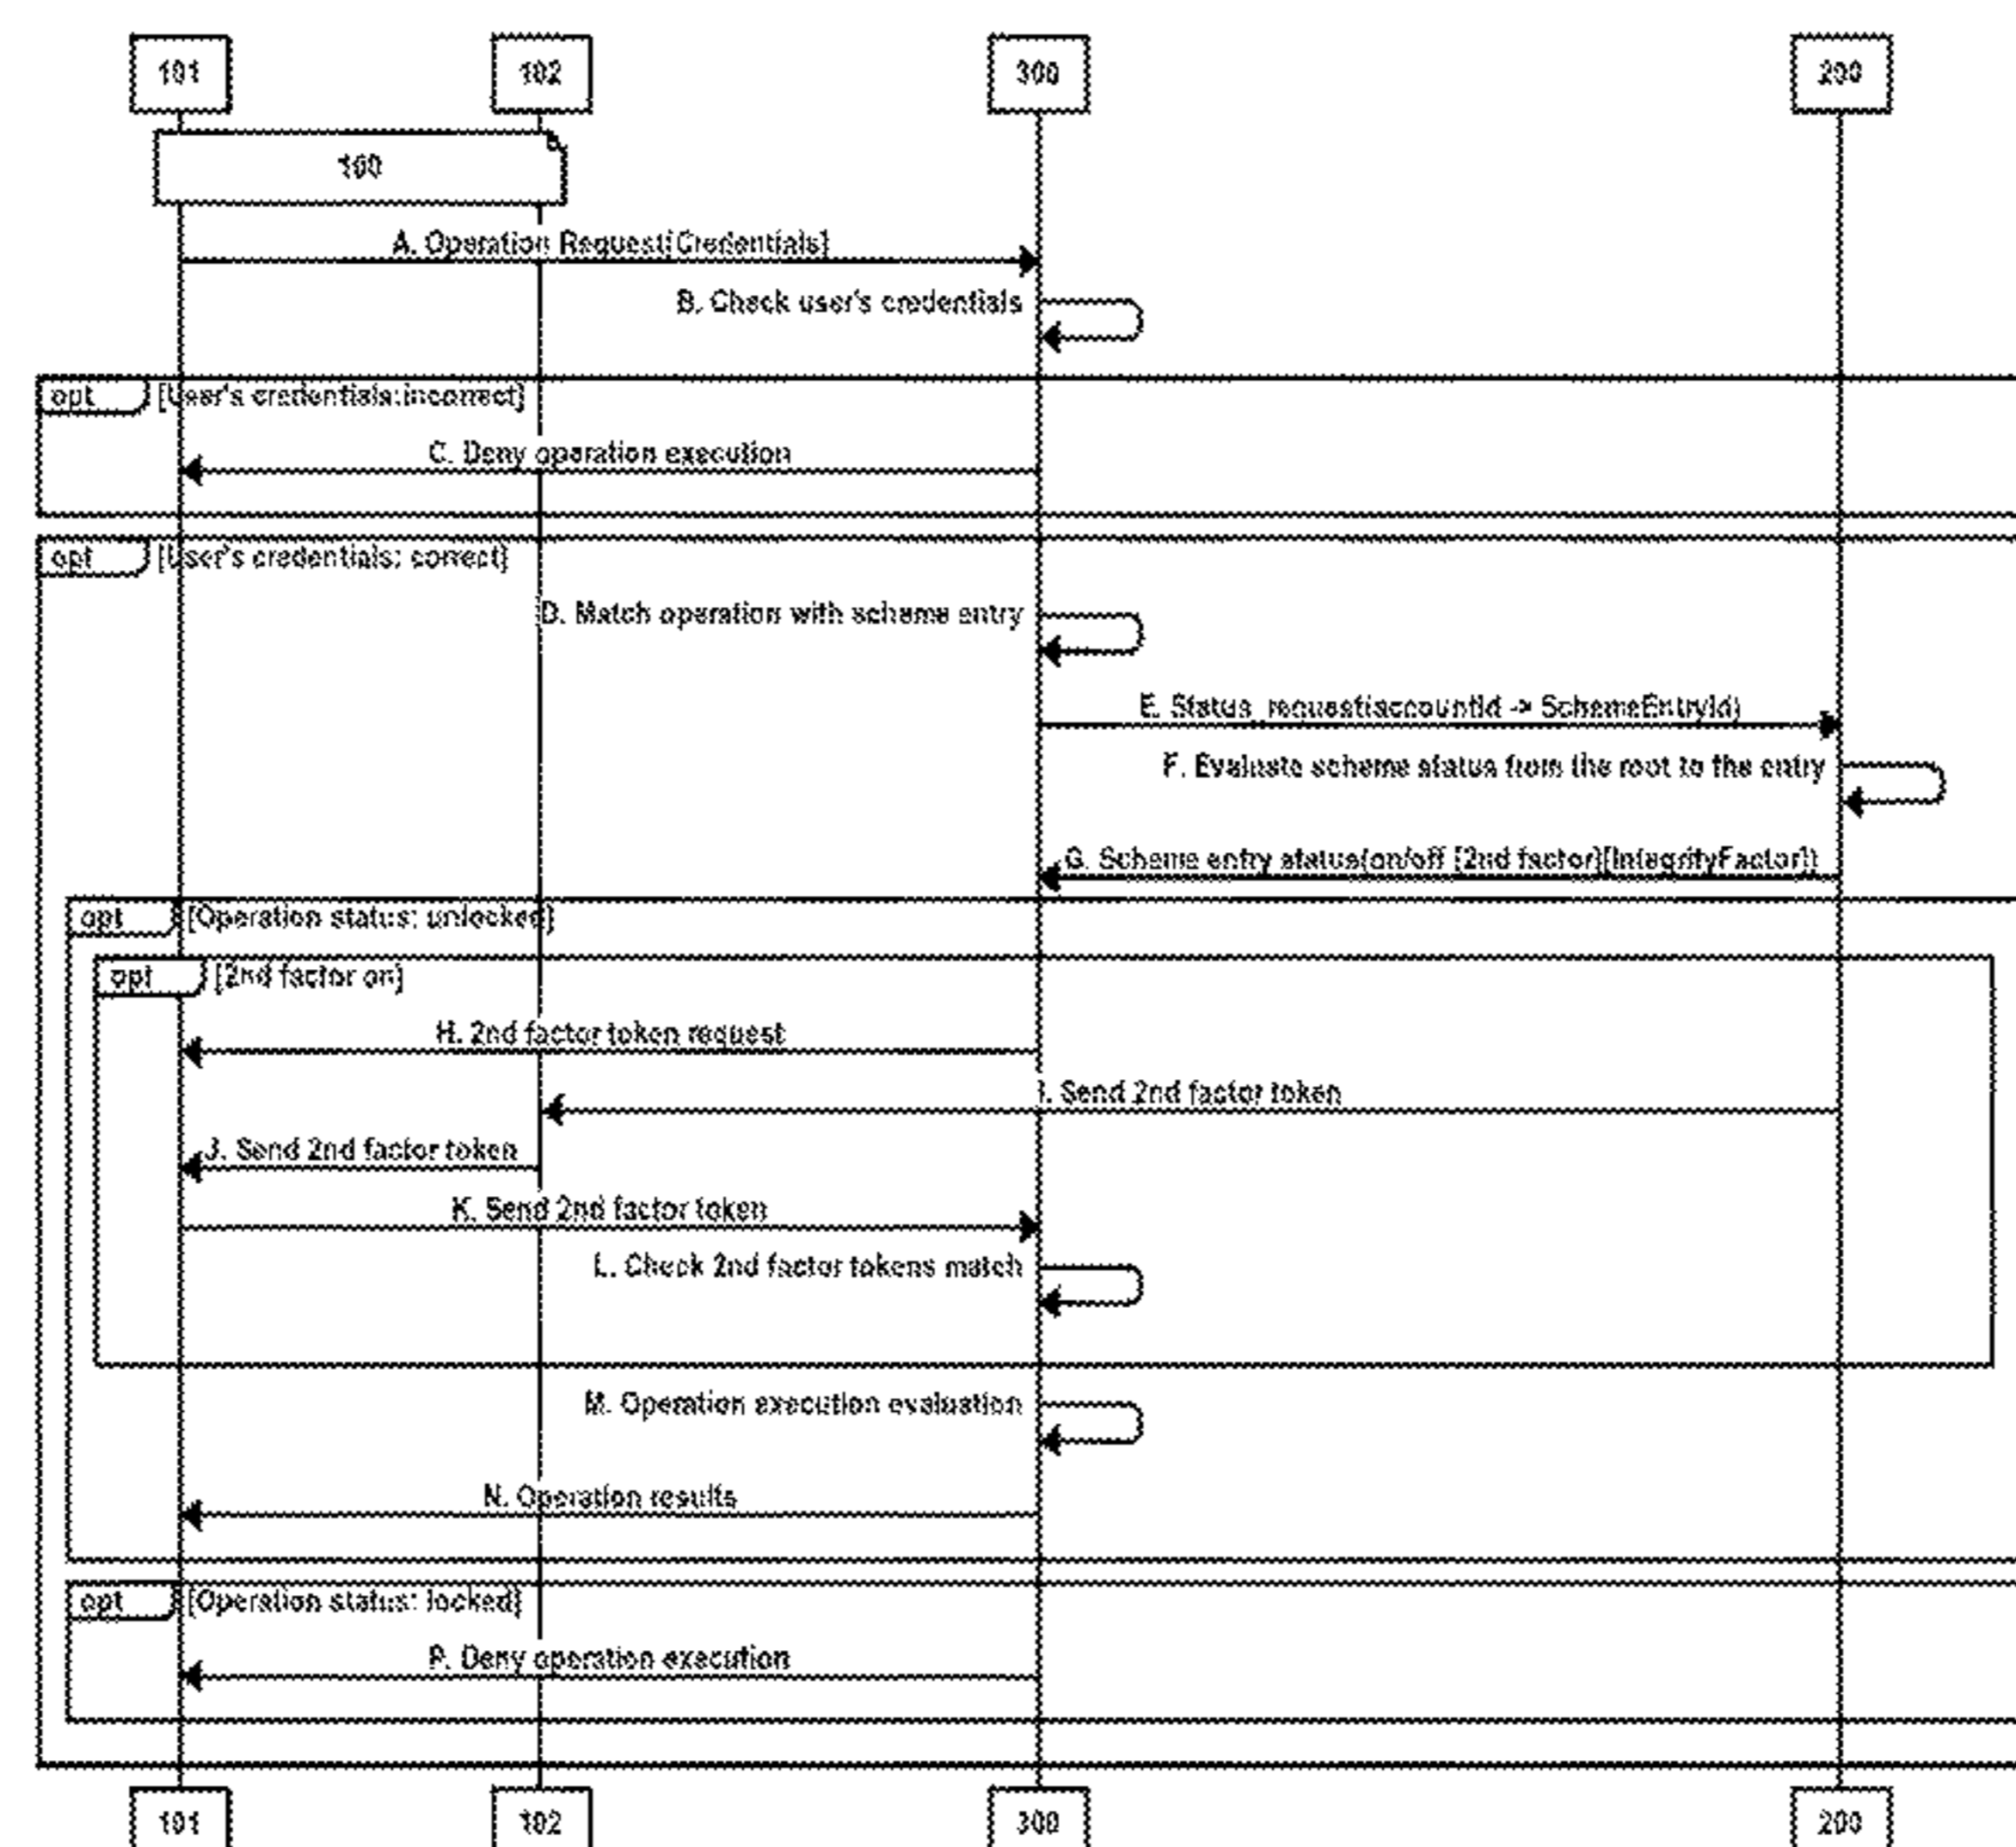 101 102 300 200
100
A. Operation Request[Credentials]
B. Check user's credentials
opt [User's credentials:incorrect]
C. Deny operation execution
opt [User's credentials: correct]
D. Match operation with scheme entry
E. Status_request(accountId -> SchemeEntryId)
F. Evaluate scheme status from the root to the entry
G. Scheme entry status(on/off [2nd factor][IntegrityFactor])
opt [Operation status: unlocked]
opt [2nd factor on]
H. 2nd factor token request
I. Send 2nd factor token
J. Send 2nd factor token
K. Send 2nd factor token
L. Check 2nd factor tokens match
M. Operation execution evaluation
N. Operation results
opt [Operation status: locked]
P. Deny operation execution
101 102 300 200